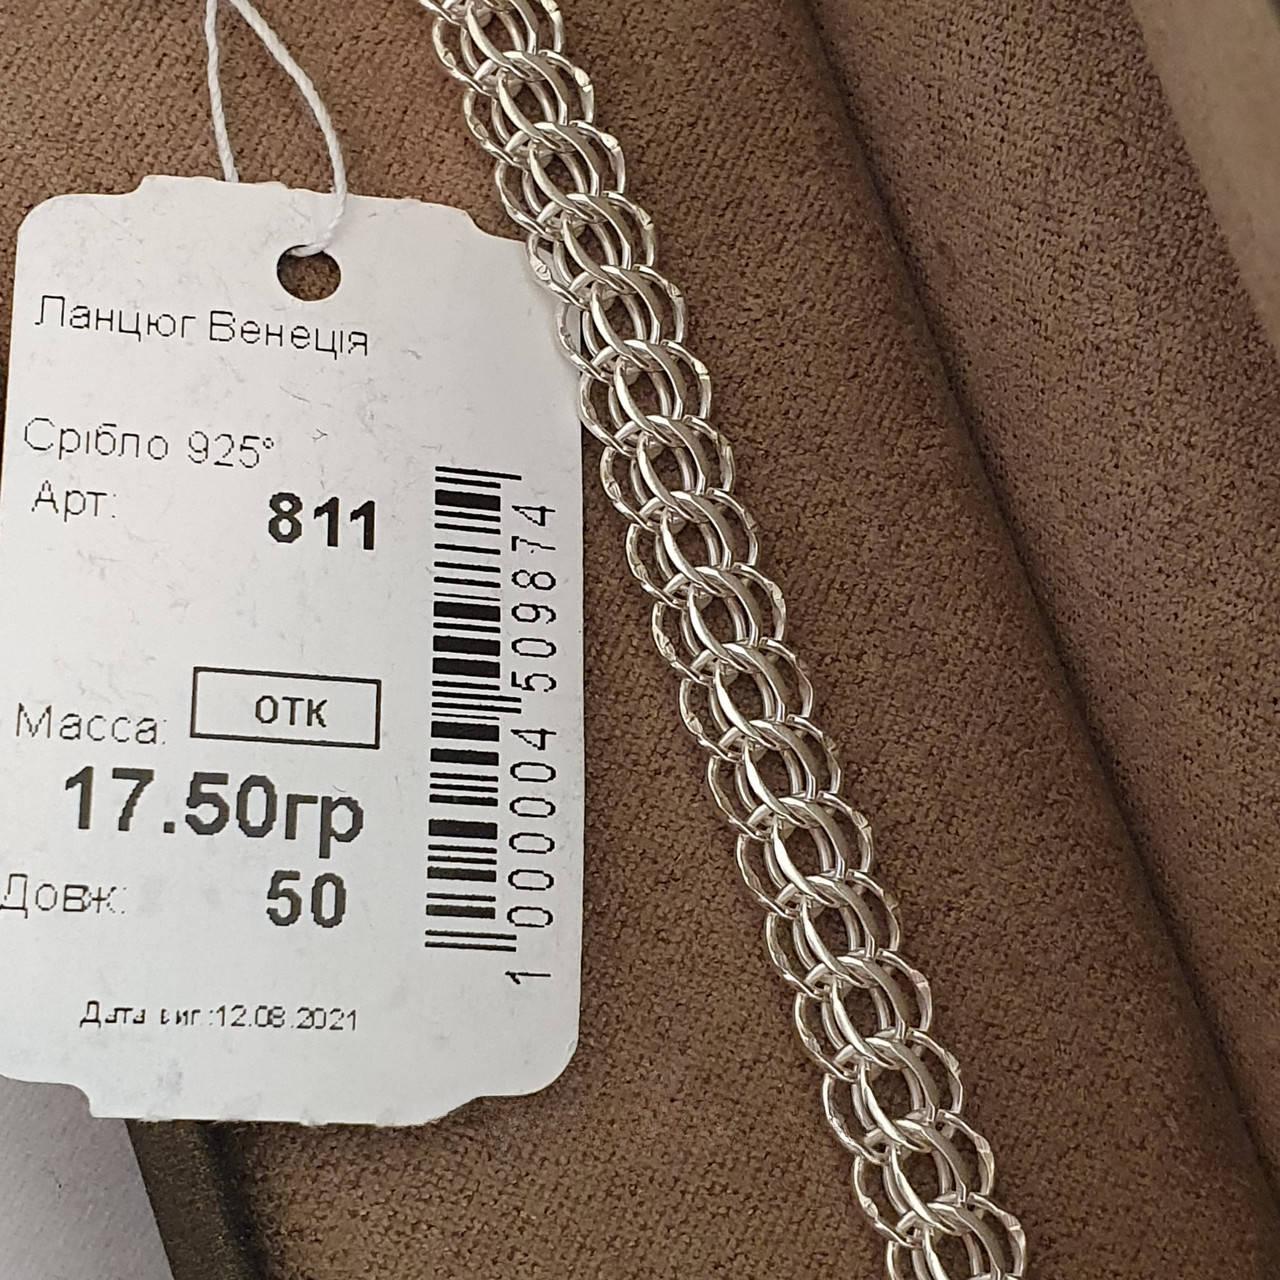 Ланцюг Венеція
Срібло 925°
Арт: 811
ОТК
Масса:
17.50гр
Довж: 50
Дата виг.:12.08.2021
1000004509874